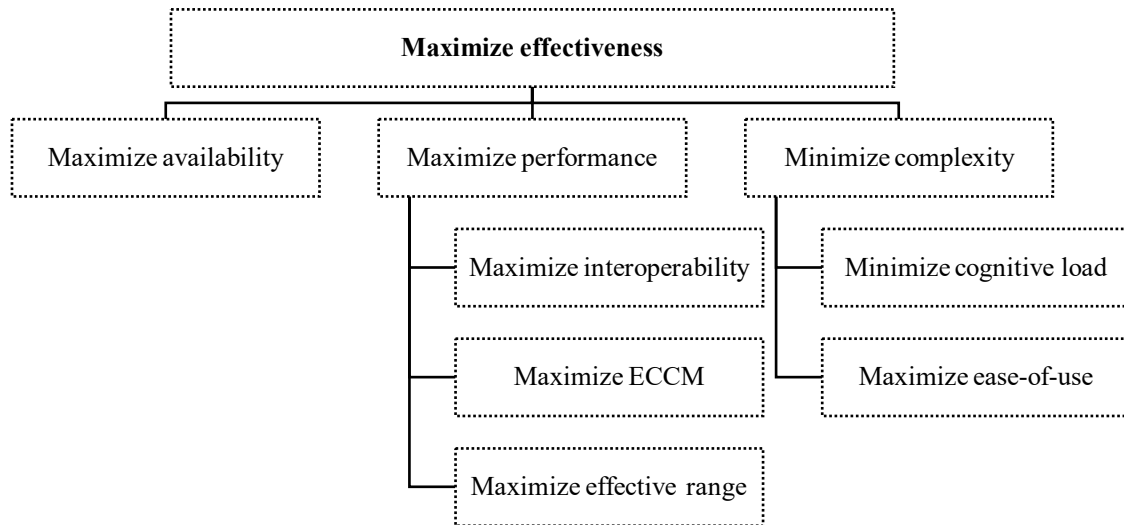 Maximize effectiveness
Maximize availability
Maximize performance
Minimize complexity
Maximize interoperability
Minimize cognitive load
Maximize ECCM
Maximize ease-of-use
Maximize effective range